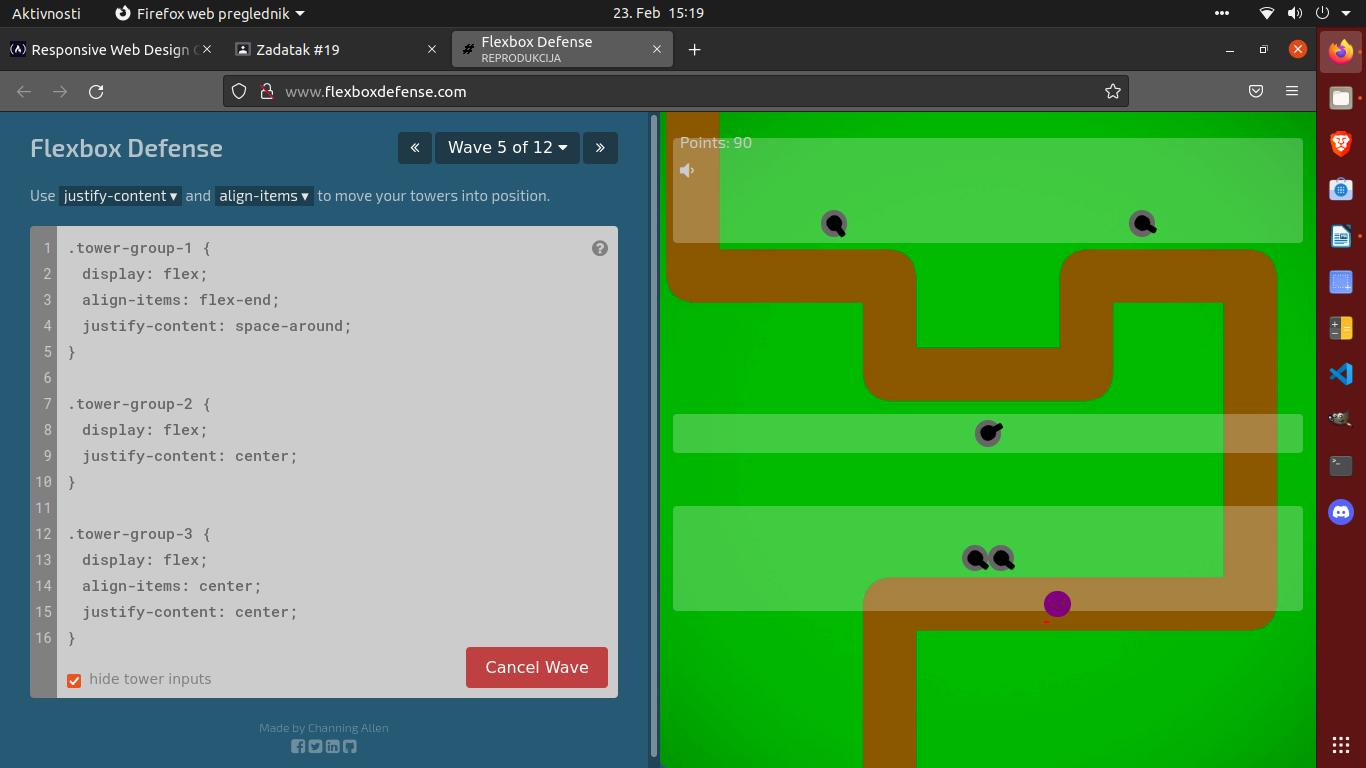 Aktivnosti
Firefox web preglednik
23. Feb 15:19
Responsive Web Design
Zadatak #19
Flexbox Defense
REPRODUKCIJA
www.flexboxdefense.com
Flexbox Defense
«
Wave 5 of 12
»
Use justify-content ▾ and align-items ▾ to move your towers into position.
1 .tower-group-1 {
2 display: flex;
3 align-items: flex-end;
4 justify-content: space-around;
5 }
6
7 .tower-group-2 {
8 display: flex;
9 justify-content: center;
10 }
11
12 .tower-group-3 {
13 display: flex;
14 align-items: center;
15 justify-content: center;
16 }
hide tower inputs
Cancel Wave
Made by Channing Allen
Points: 90